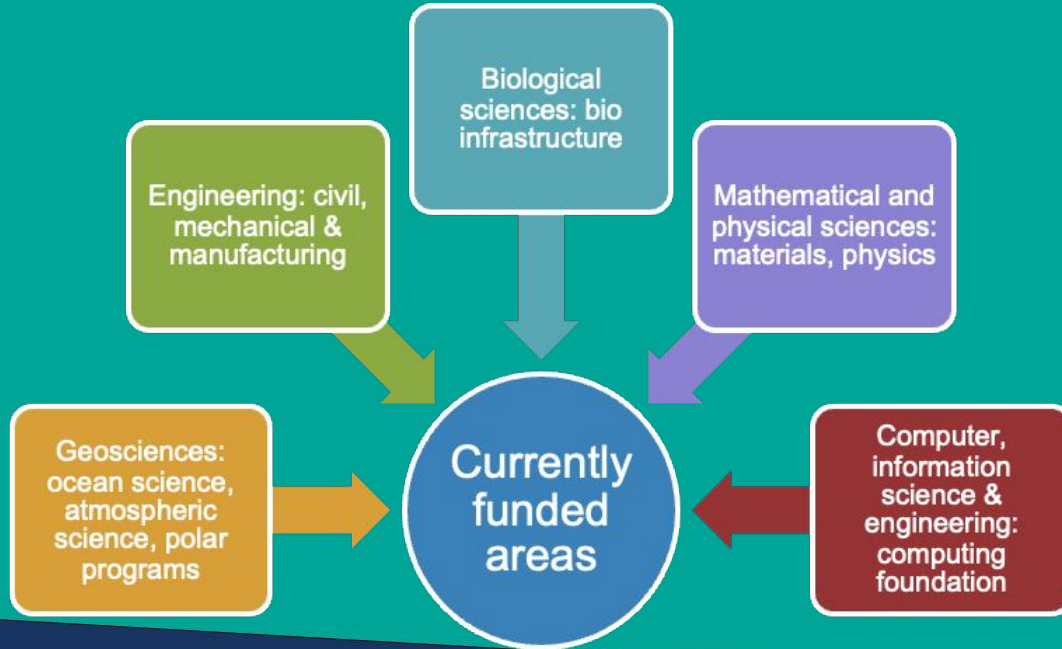 Biological
sciences: bio
infrastructure
Engineering: civil,
mechanical &
manufacturing
Mathematical and
physical sciences:
materials, physics
Geosciences:
ocean science,
atmospheric
science, polar
programs
Currently
funded
areas
Computer,
information
science &
engineering:
computing
foundation